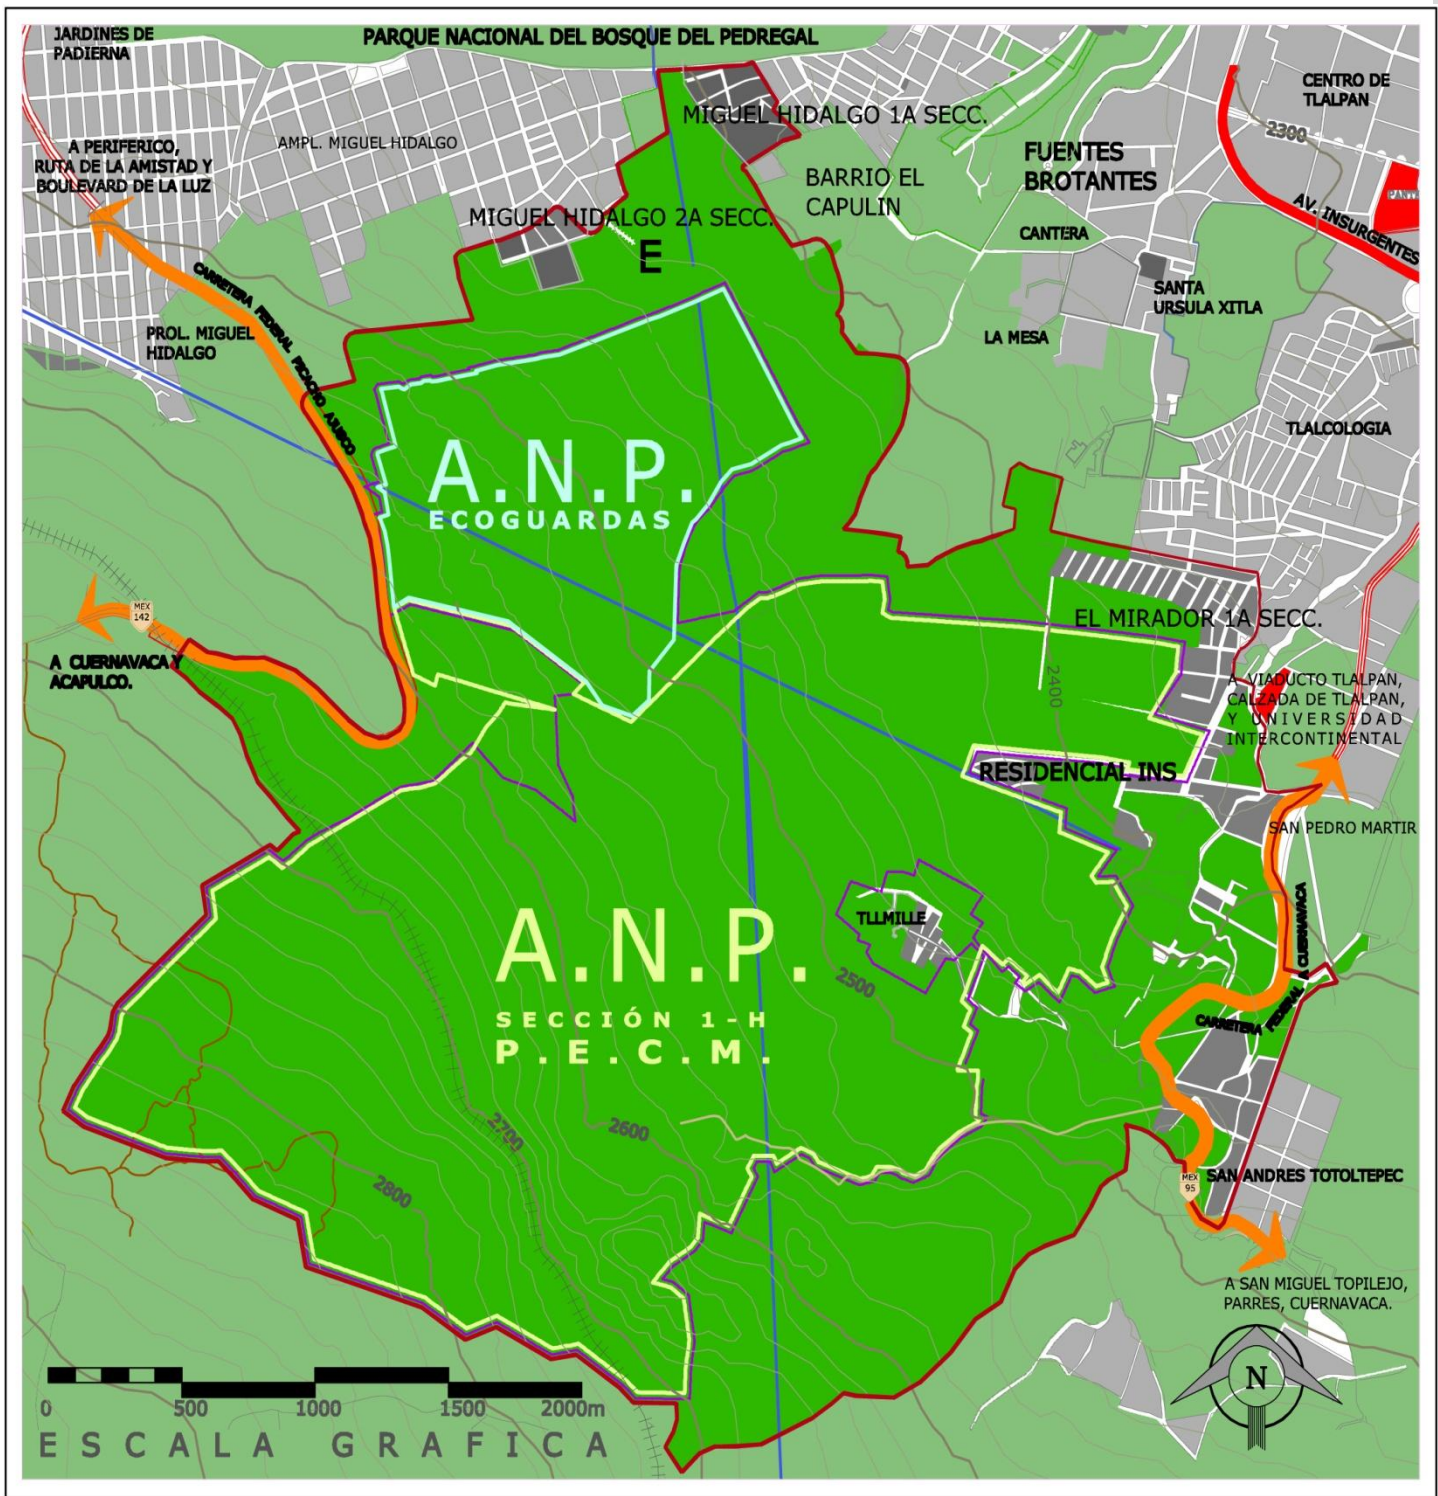 JARDINES DE
PADIERNA
PARQUE NACIONAL DEL BOSQUE DEL PEDREGAL
CENTRO DE
TLALPAN
MIGUEL HIDALGO 1A SECC.
2300
AMPL. MIGUEL HIDALGO
A PERIFERICO,
RUTA DE LA AMISTAD Y
BOULEVARD DE LA LUZ
FUENTES
BROTANTES
BARRIO EL
CAPULIN
AV. INSURGENTES
MIGUEL HIDALGO 2A SECC.
E
CANTERA
CARRETERA FEDERAL PICACHO AJUSCO
SANTA
URSULA XITLA
PROL. MIGUEL
HIDALGO
LA MESA
TLALCOLOGIA
A.N.P.
ECOGUARDAS
MEX
142
EL MIRADOR 1A SECC.
A CUERNAVACA Y
ACAPULCO.
2400
A VIADUCTO TLALPAN,
CALZADA DE TLALPAN,
Y UNIVERSIDAD
INTERCONTINENTAL
RESIDENCIAL INS
SAN PEDRO MARTIR
TLLMILLE
A.N.P.
SECCIÓN 1-H
P.E.C.M.
2500
CARRETERA FEDERAL A CUERNAVACA
2700
2600
2800
MEX
95
SAN ANDRES TOTOLTEPEC
A SAN MIGUEL TOPILEJO,
PARRES, CUERNAVACA.
N
0 500 1000 1500 2000m
ESCALA GRAFICA